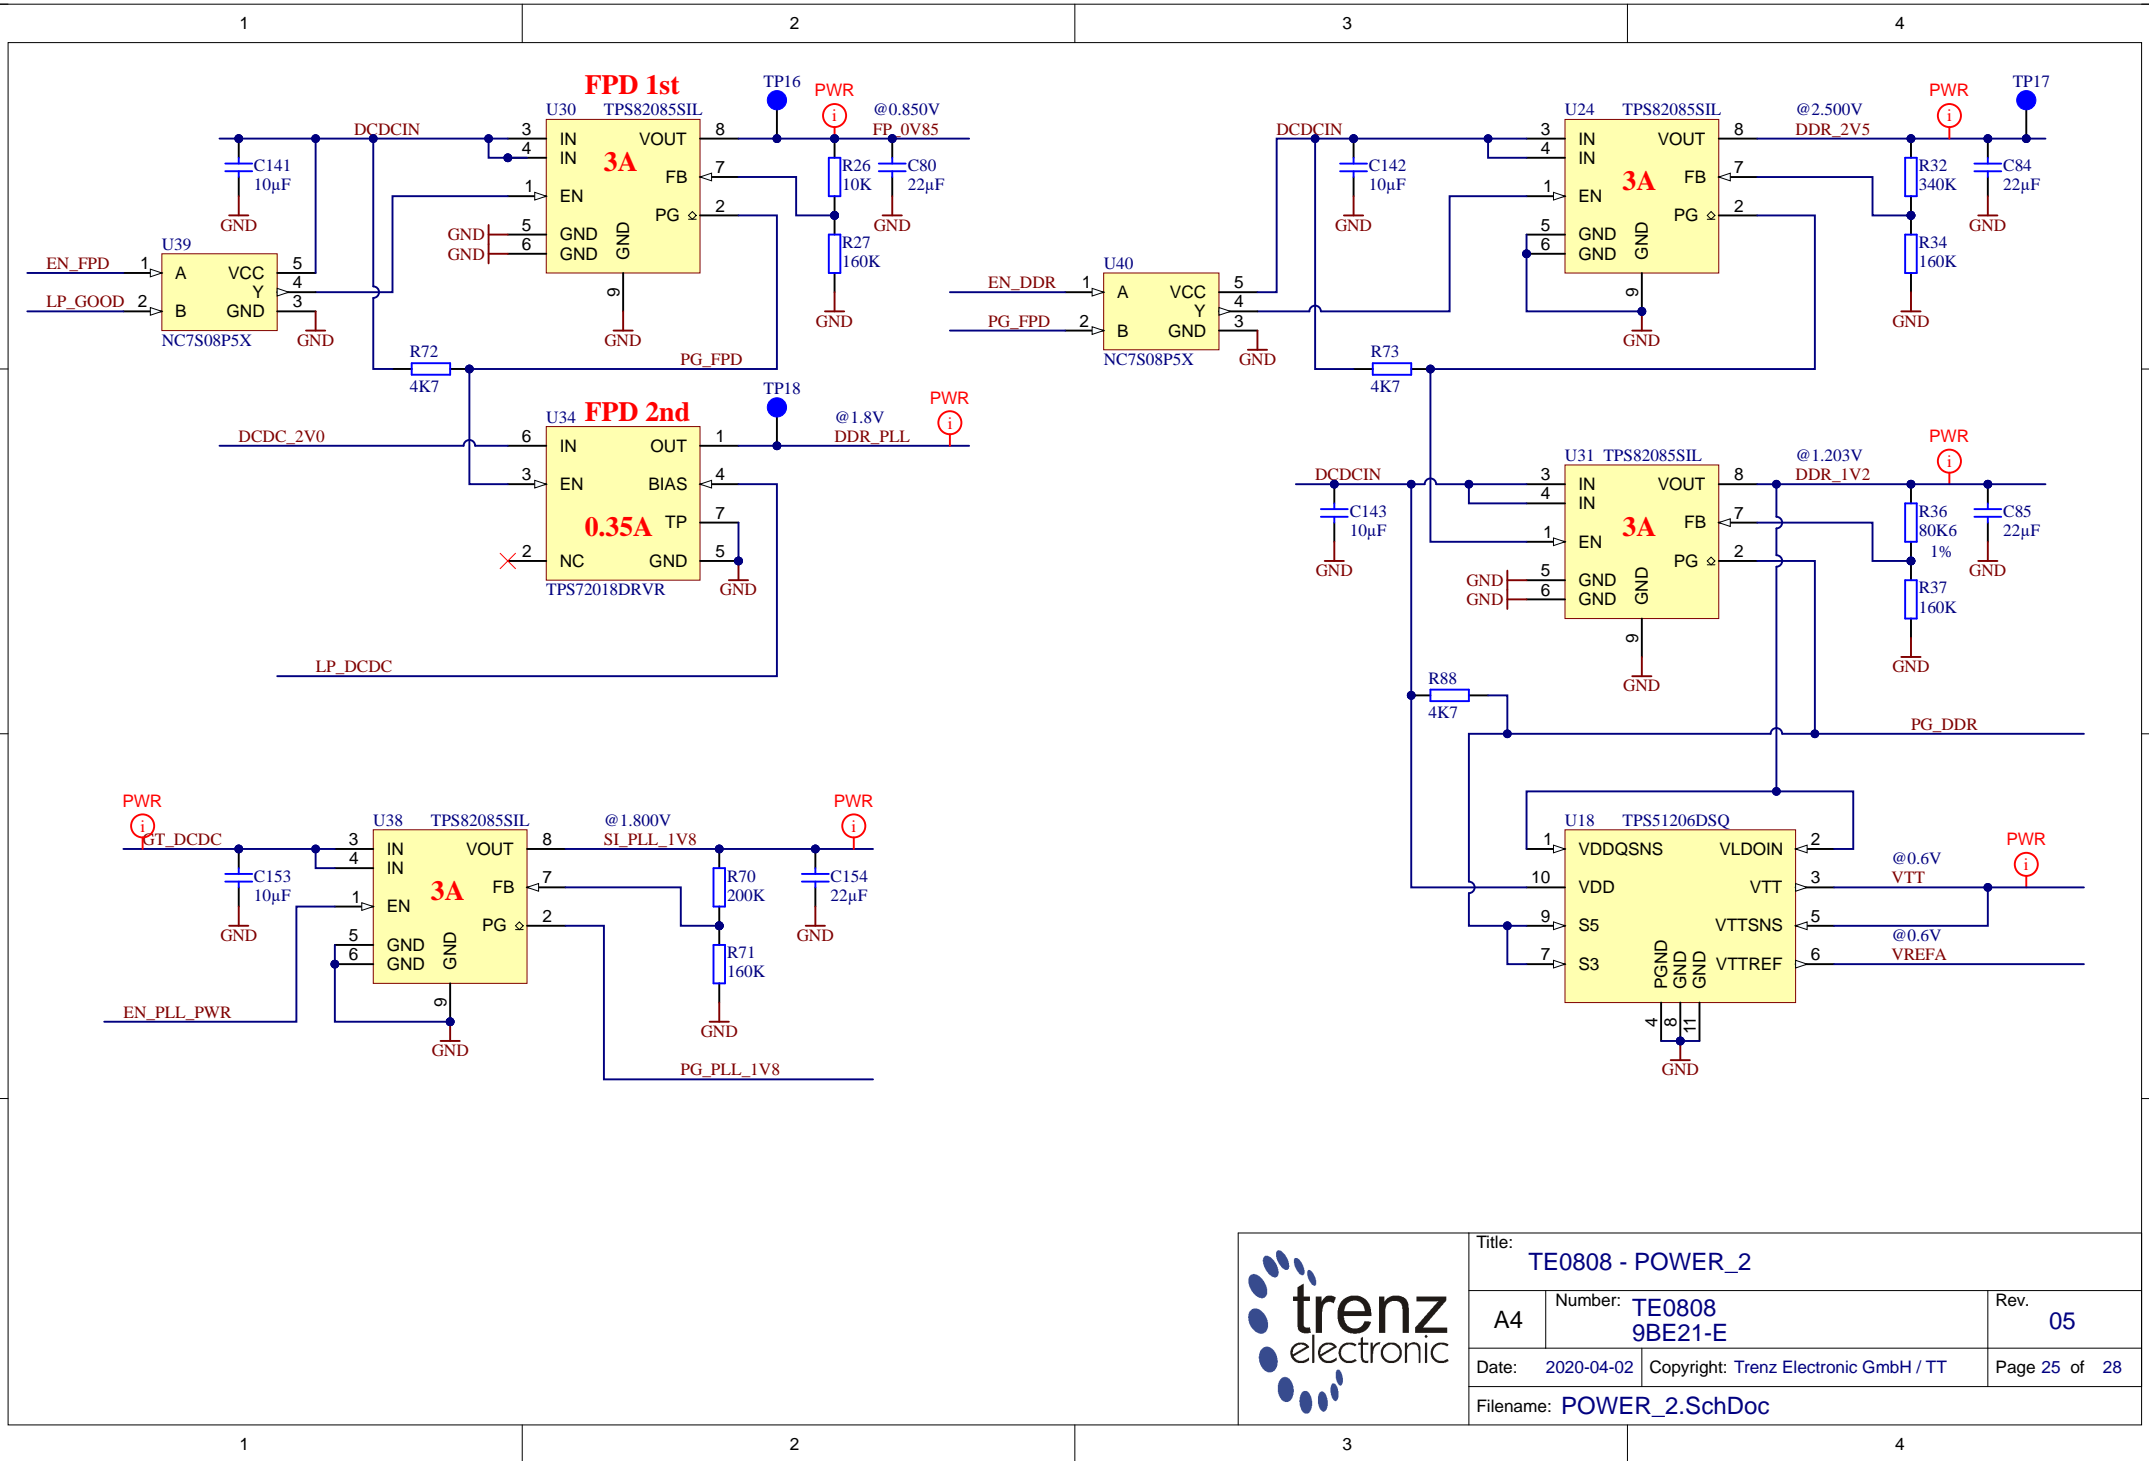 1 2 3 4
FPD 1st
U30 TPS82085SIL
TP16
PWR
@0.850V
FP_0V85
DCDCIN
3 IN VOUT 8
4 IN
3A
FB 7
1 EN
PG 2
5 GND
6 GND
GND
GND
GND
9
GND
C141
10µF
GND
R26
10K
C80
22µF
GND
R27
160K
GND
U39
EN_FPD 1 A VCC 5
Y 4
LP_GOOD 2 B GND 3
NC7S08P5X
GND
R72
4K7
PG_FPD
TP18
FPD 2nd
U34
@1.8V
DDR_PLL
PWR
DCDC_2V0
6 IN OUT 1
3 EN BIAS 4
0.35A
TP 7
2 NC GND 5
TPS72018DRVR
GND
LP_DCDC
PWR
GT_DCDC
U38 TPS82085SIL
@1.800V
SI_PLL_1V8
PWR
3 IN VOUT 8
4 IN
3A
FB 7
1 EN
PG 2
5 GND
6 GND
GND
9
GND
C153
10µF
GND
R70
200K
C154
22µF
GND
R71
160K
GND
EN_PLL_PWR
PG_PLL_1V8
U24 TPS82085SIL
@2.500V
DDR_2V5
PWR
TP17
DCDCIN
3 IN VOUT 8
4 IN
3A
FB 7
1 EN
PG 2
5 GND
6 GND
GND
9
GND
C142
10µF
GND
R32
340K
C84
22µF
GND
R34
160K
GND
U40
EN_DDR 1 A VCC 5
Y 4
PG_FPD 2 B GND 3
NC7S08P5X
GND
R73
4K7
U31 TPS82085SIL
@1.203V
DDR_1V2
PWR
DCDCIN
3 IN VOUT 8
4 IN
3A
FB 7
1 EN
PG 2
GND 5 GND
GND 6 GND
GND
9
GND
C143
10µF
GND
R36
80K6
1%
C85
22µF
GND
R37
160K
GND
R88
4K7
PG_DDR
U18 TPS51206DSQ
1 VDDQSNS VLDOIN 2
10 VDD VTT 3
9 S5 VTTSNS 5
7 S3 VTTREF 6
PGND
GND
GND
4 8 11
GND
@0.6V
VTT
PWR
@0.6V
VREFA
trenz
electronic
Title:
TE0808 - POWER_2
A4
Number: TE0808
9BE21-E
Rev.
05
Date: 2020-04-02 Copyright: Trenz Electronic GmbH / TT Page 25 of 28
Filename: POWER_2.SchDoc
1 2 3 4